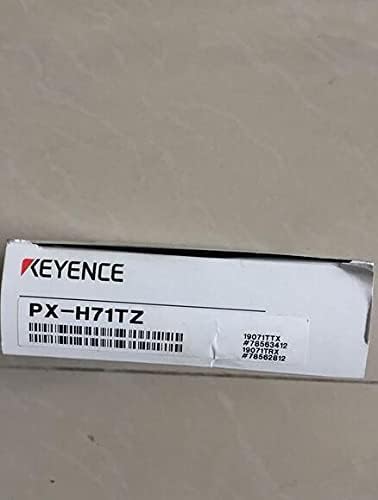 KEYENCE
PX-H71TZ
19071TTX
#78563412
19071TRX
#78562812